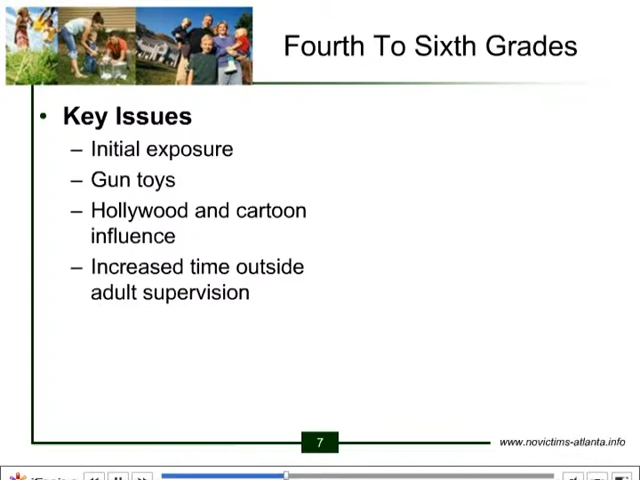 Fourth To Sixth Grades
• Key Issues
– Initial exposure
– Gun toys
– Hollywood and cartoon
influence
– Increased time outside
adult supervision
7
www.novictims-atlanta.info